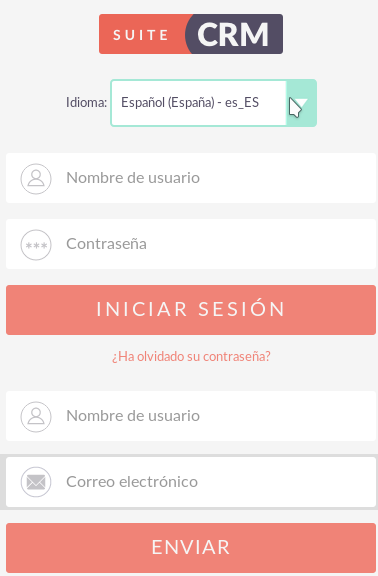 SUITE CRM
Idioma: Español (España) - es_ES
Nombre de usuario
*** Contraseña
INICIAR SESIÓN
¿Ha olvidado su contraseña?
Nombre de usuario
Correo electrónico
ENVIAR